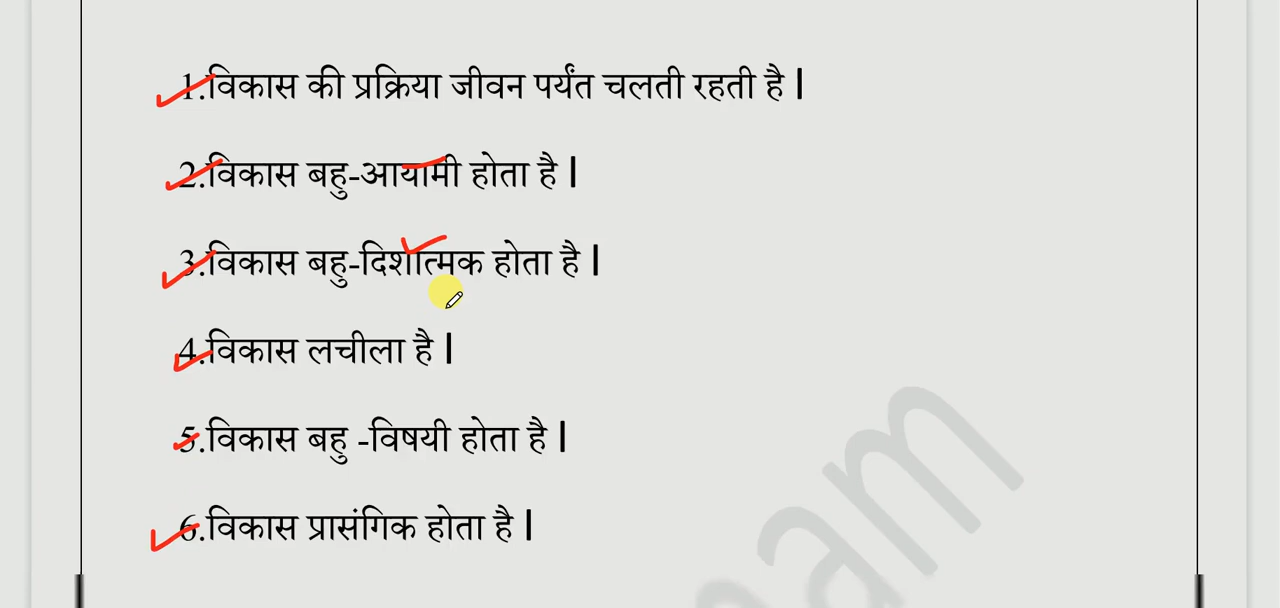 1.विकास की प्रक्रिया जीवन पर्यंत चलती रहती है l
2.विकास बहु-आयामी होता है l
3.विकास बहु-दिशात्मक होता है l
4.विकास लचीला है l
5.विकास बहु -विषयी होता है l
6.विकास प्रासंगिक होता है l